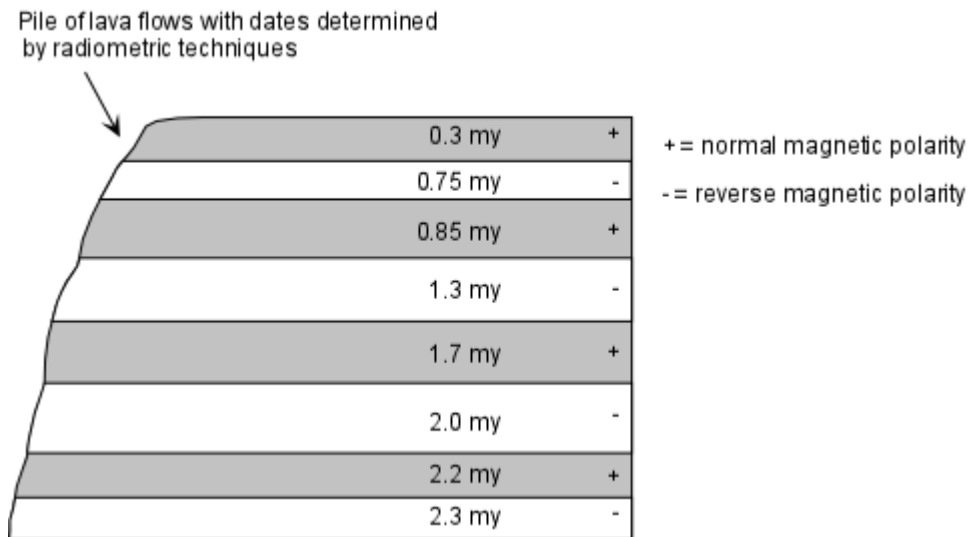 Pile of lava flows with dates determined
by radiometric techniques
0.3 my +
+ = normal magnetic polarity
0.75 my -
- = reverse magnetic polarity
0.85 my +
1.3 my -
1.7 my +
2.0 my -
2.2 my +
2.3 my -